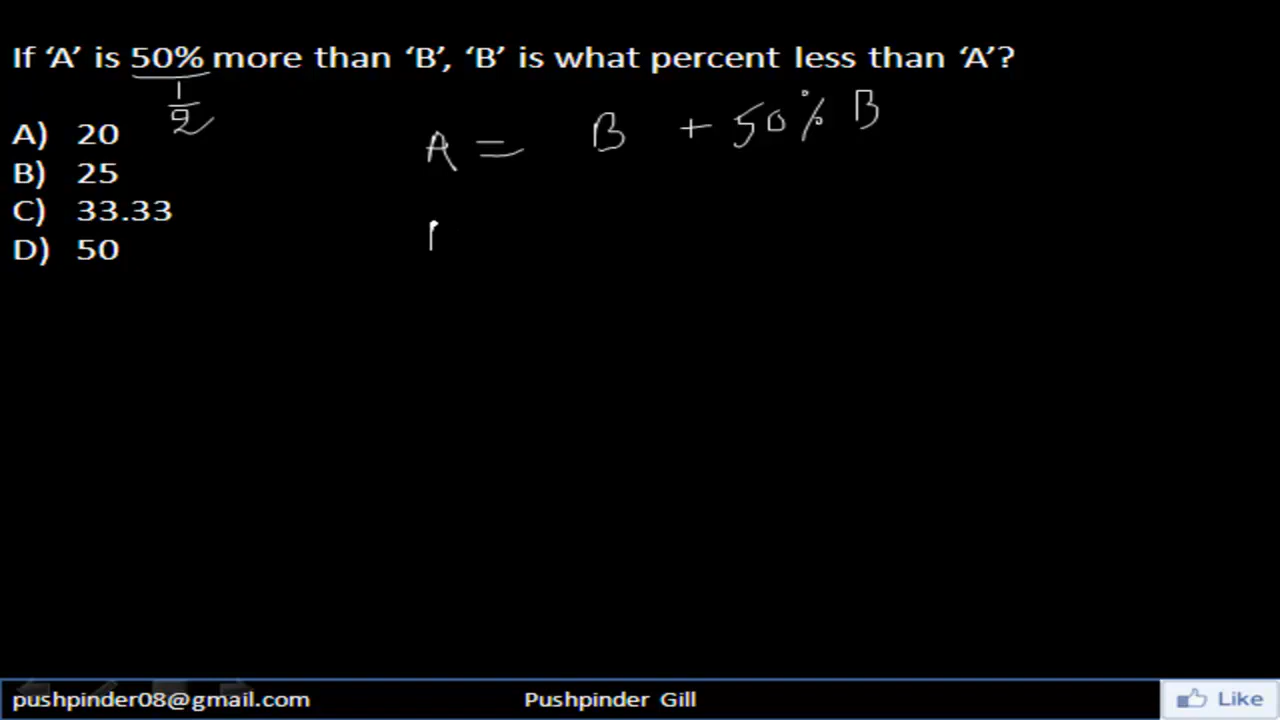 If ‘A’ is 50% more than ‘B’, ‘B’ is what percent less than ‘A’?
1/2
A) 20
A = B + 50% B
B) 25
C) 33.33
D) 50
pushpinder08@gmail.com Pushpinder Gill Like